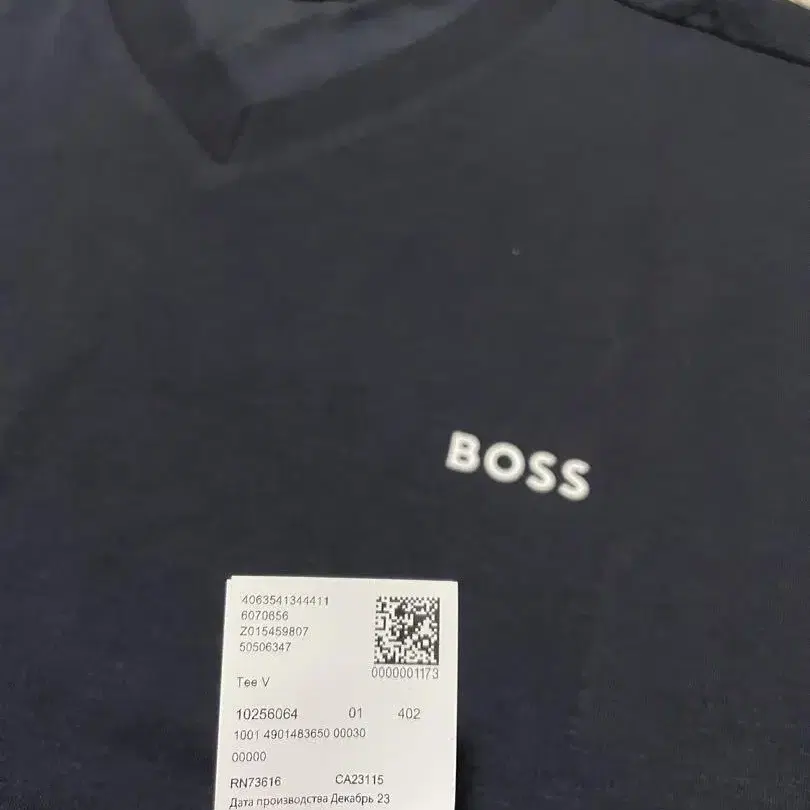 BOSS
4063541344411
6070856
Z015459807
50506347
0000001173
Tee V
10256064 01 402
1001 4901483650 00030
00000
RN73616 CA23115
Дата производства Декабрь 23